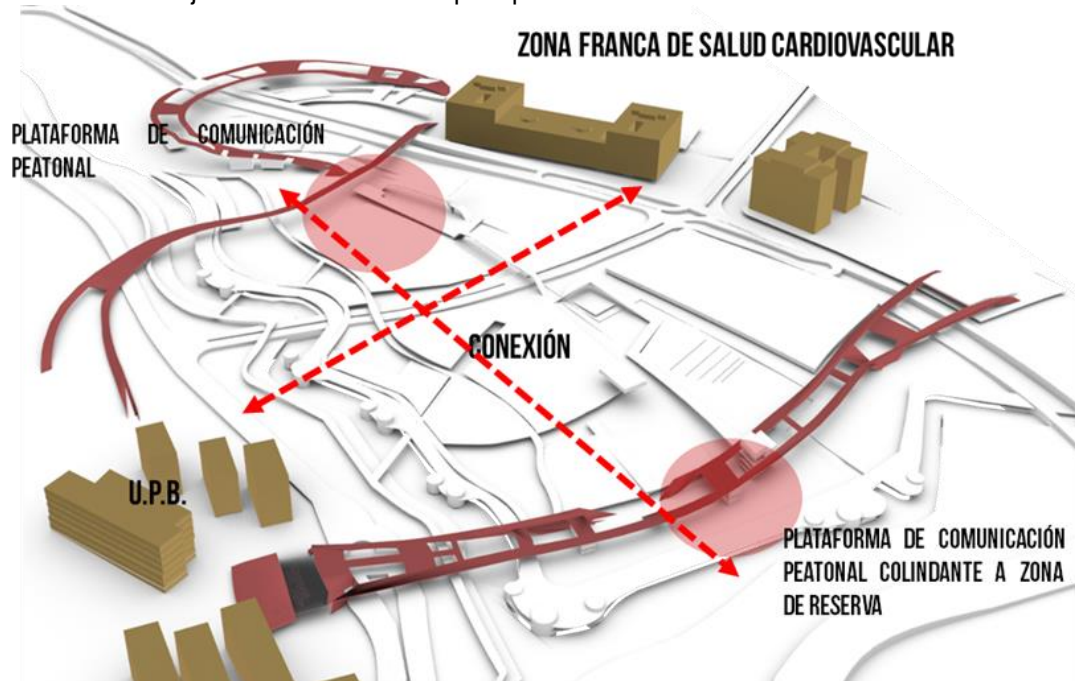 ZONA FRANCA DE SALUD CARDIOVASCULAR
PLATAFORMA DE COMUNICACIÓN
PEATONAL
CONEXIÓN
U.P.B.
PLATAFORMA DE COMUNICACIÓN
PEATONAL COLINDANTE A ZONA
DE RESERVA